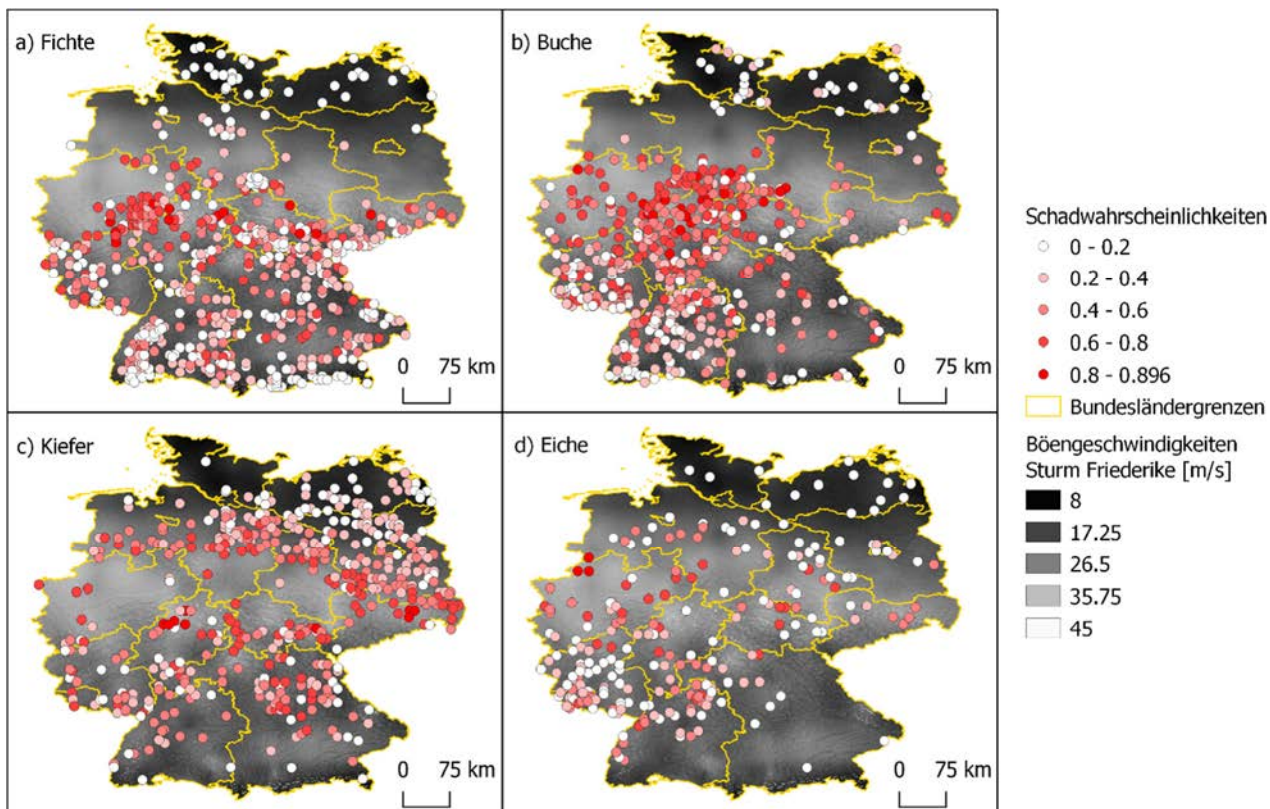 a) Fichte
0 75 km
b) Buche
0 75 km
c) Kiefer
0 75 km
d) Eiche
0 75 km
Schadwahrscheinlichkeiten
0 - 0.2
0.2 - 0.4
0.4 - 0.6
0.6 - 0.8
0.8 - 0.896
Bundesländergrenzen
Böengeschwindigkeiten
Sturm Friederike [m/s]
8
17.25
26.5
35.75
45